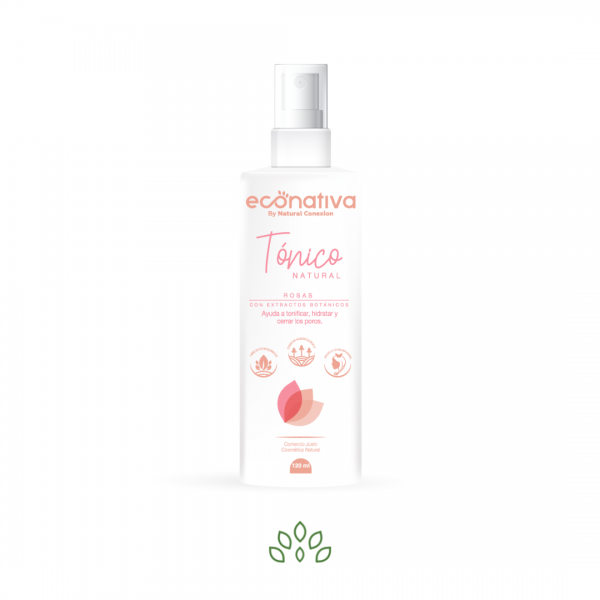 econativa
By Natural Conexion
Tónico
NATURAL
ROSAS
CON EXTRACTOS BOTÁNICOS
Ayuda a tonificar, hidratar y
cerrar los poros.
Comercio Justo
Cosmética Natural
120 ml